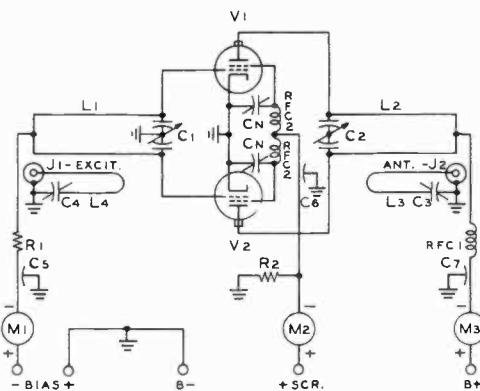 V1
L1
C1
CN
RFC2
CN
RFC2
C2
L2
J1-EXCIT.
C4 L4
C6
ANT.-J2
L3 C3
V2
R1
C5
R2
RFC1
C7
-
M1
+
-
M2
+
-
M3
+
-BIAS+
B-
+SCR.
B+